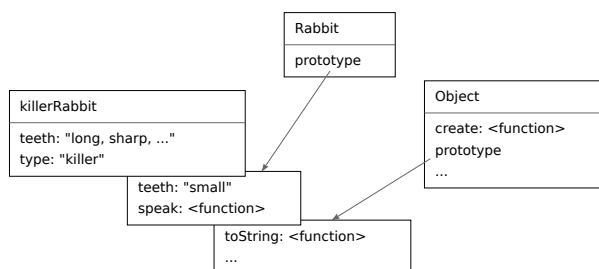 Rabbit
prototype
killerRabbit
teeth: "long, sharp, ..."
type: "killer"
Object
create: <function>
prototype
...
teeth: "small"
speak: <function>
toString: <function>
...